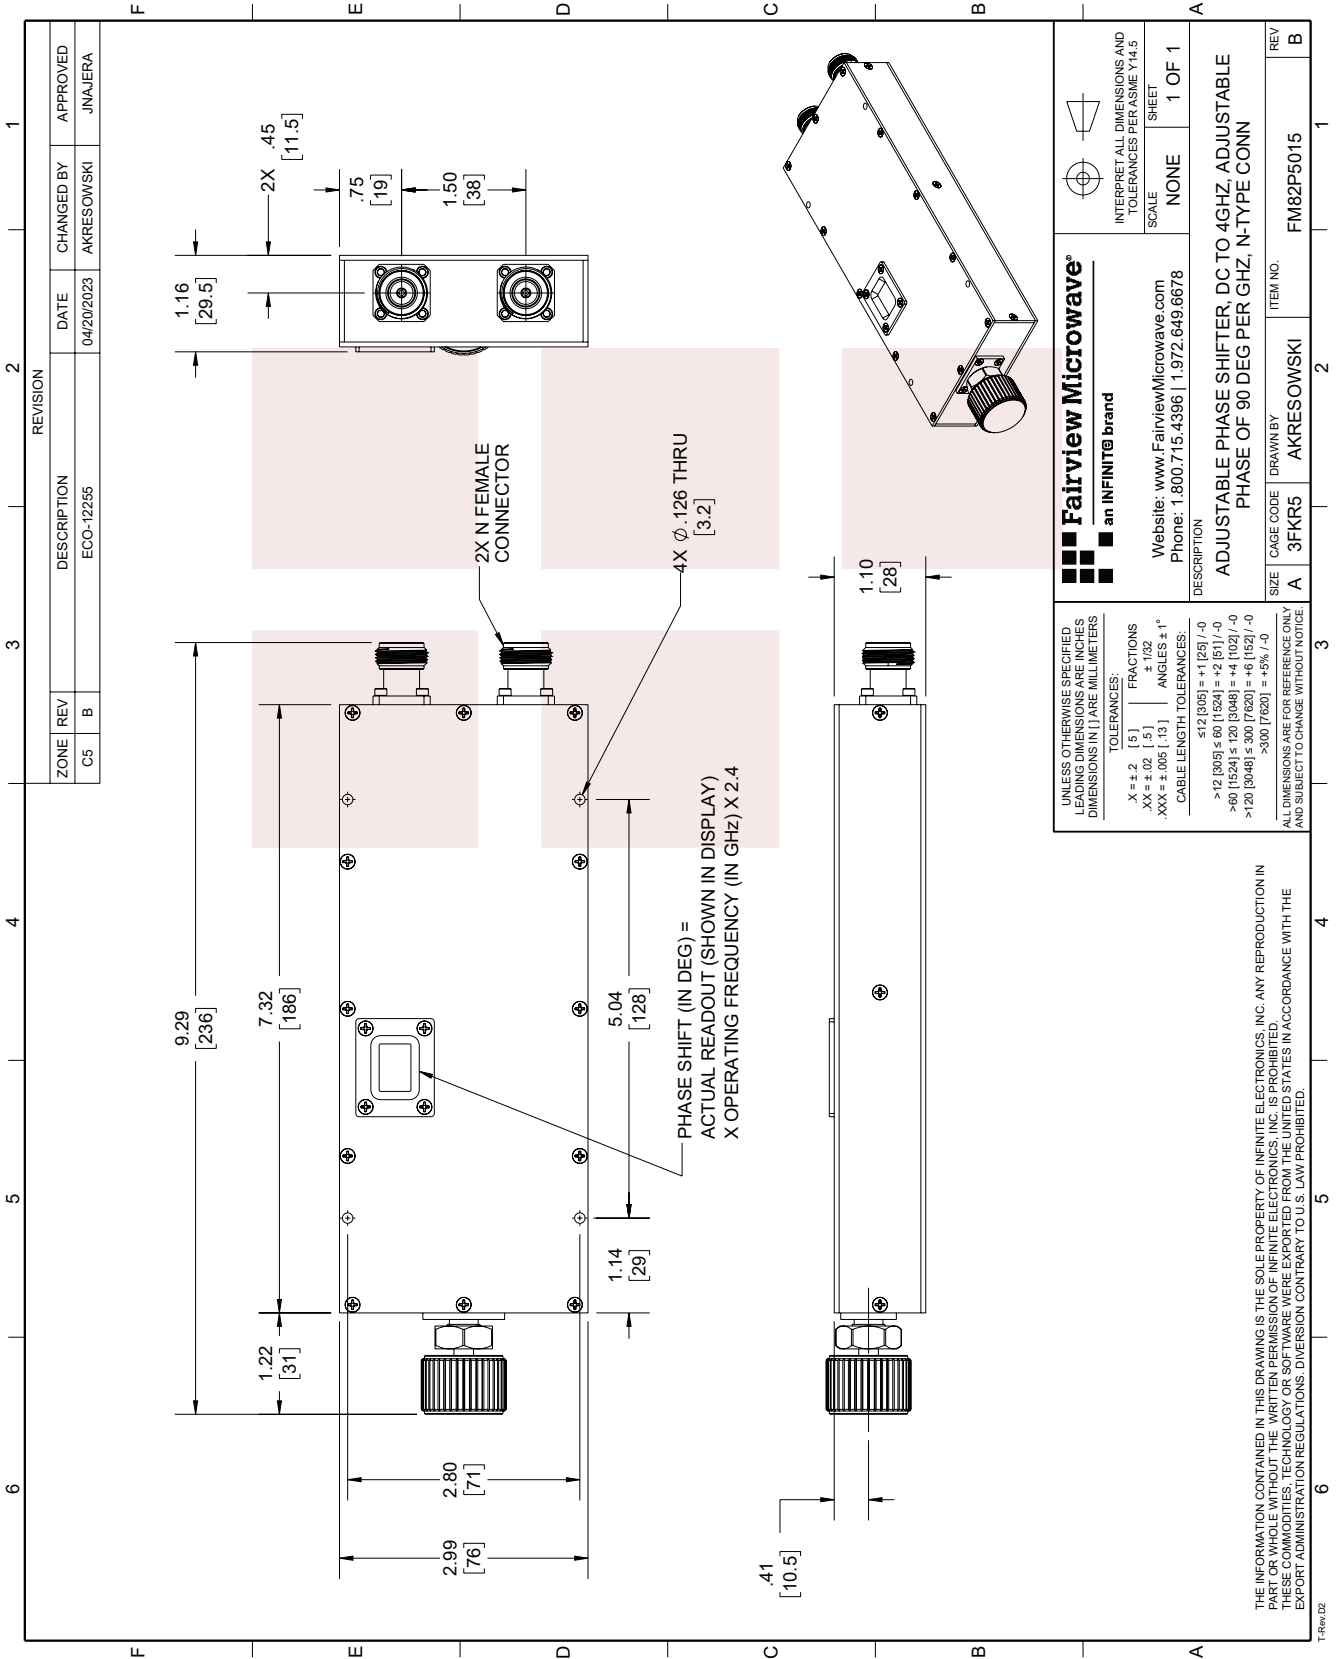 REVISION
ZONE REV DESCRIPTION DATE CHANGED BY APPROVED
C5 B ECO-12255 04/20/2023 AKRESOWSKI JNAJERA
6 5 4 3 2 1
F
E
D
C
B
A
F
E
D
C
B
A
9.29
[236]
1.22
[31]
7.32
[186]
2.99
[76]
2.80
[71]
1.14
[29]
5.04
[128]
1.16
[29.5]
2X .45
[11.5]
.75
[19]
1.50
[38]
2X N FEMALE
CONNECTOR
4X Ø .126 THRU
[3.2]
PHASE SHIFT (IN DEG) =
ACTUAL READOUT (SHOWN IN DISPLAY)
X OPERATING FREQUENCY (IN GHz) X 2.4
.41
[10.5]
1.10
[28]
UNLESS OTHERWISE SPECIFIED
LEADING DIMENSIONS ARE INCHES
DIMENSIONS IN [ ] ARE MILLIMETERS
TOLERANCES:
.X = ± .2 [ 5 ] FRACTIONS
.XX = ± .02 [ .5 ] ± 1/32
.XXX = ± .005 [ .13 ] ANGLES ± 1°
CABLE LENGTH TOLERANCES:
≤12 [305] = +1 [25] / -0
>12 [305] ≤ 60 [1524] = +2 [51] / -0
>60 [1524] ≤ 120 [3048] = +4 [102] / -0
>120 [3048] ≤ 300 [7620] = +6 [152] / -0
>300 [7620] = +5% / -0
ALL DIMENSIONS ARE FOR REFERENCE ONLY
AND SUBJECT TO CHANGE WITHOUT NOTICE.
Fairview Microwave®
an INFINIT@ brand
Website: www.FairviewMicrowave.com
Phone: 1.800.715.4396 | 1.972.649.6678
INTERPRET ALL DIMENSIONS AND
TOLERANCES PER ASME Y14.5
SCALE NONE
SHEET 1 OF 1
DESCRIPTION
ADJUSTABLE PHASE SHIFTER, DC TO 4GHZ, ADJUSTABLE
PHASE OF 90 DEG PER GHZ, N-TYPE CONN
SIZE A
CAGE CODE 3FKR5
DRAWN BY AKRESOWSKI
ITEM NO. FM82P5015
REV B
THE INFORMATION CONTAINED IN THIS DRAWING IS THE SOLE PROPERTY OF INFINITE ELECTRONICS, INC. ANY REPRODUCTION IN
PART OR WHOLE WITHOUT THE WRITTEN PERMISSION OF INFINITE ELECTRONICS, INC. IS PROHIBITED.
THESE COMMODITIES, TECHNOLOGY OR SOFTWARE WERE EXPORTED FROM THE UNITED STATES IN ACCORDANCE WITH THE
EXPORT ADMINISTRATION REGULATIONS. DIVERSION CONTRARY TO U.S. LAW PROHIBITED.
6 5 4 3 2 1
T-Rev.D2